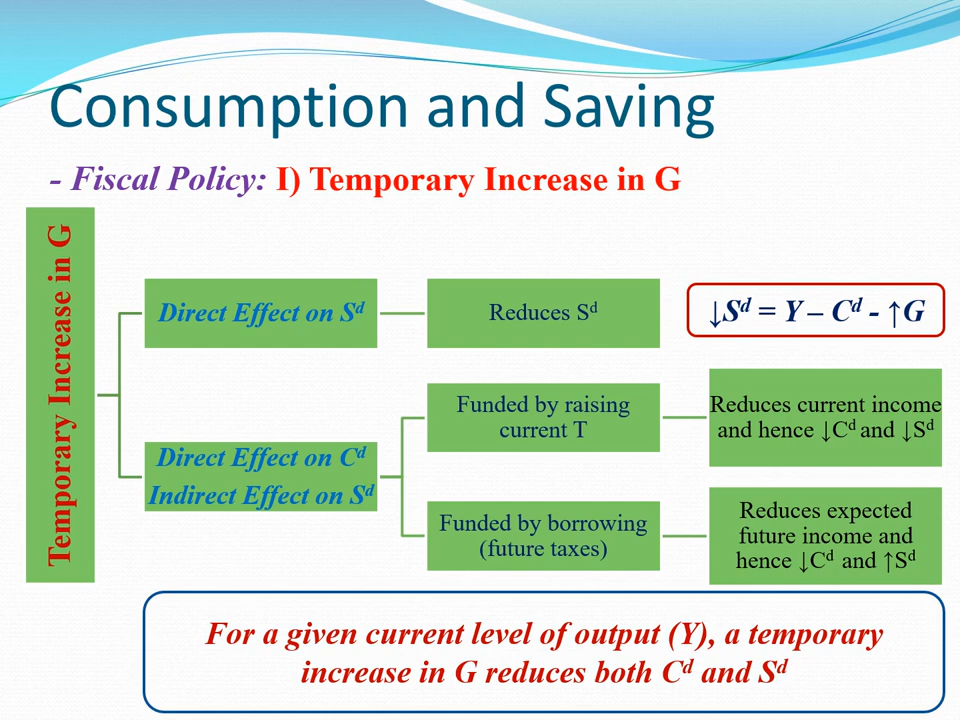 Consumption and Saving
- Fiscal Policy: I) Temporary Increase in G
Temporary Increase in G
Direct Effect on Sᵈ
Reduces Sᵈ
↓Sᵈ = Y – Cᵈ - ↑G
Direct Effect on Cᵈ
Indirect Effect on Sᵈ
Funded by raising
current T
Reduces current income
and hence ↓Cᵈ and ↓Sᵈ
Funded by borrowing
(future taxes)
Reduces expected
future income and
hence ↓Cᵈ and ↑Sᵈ
For a given current level of output (Y), a temporary
increase in G reduces both Cᵈ and Sᵈ